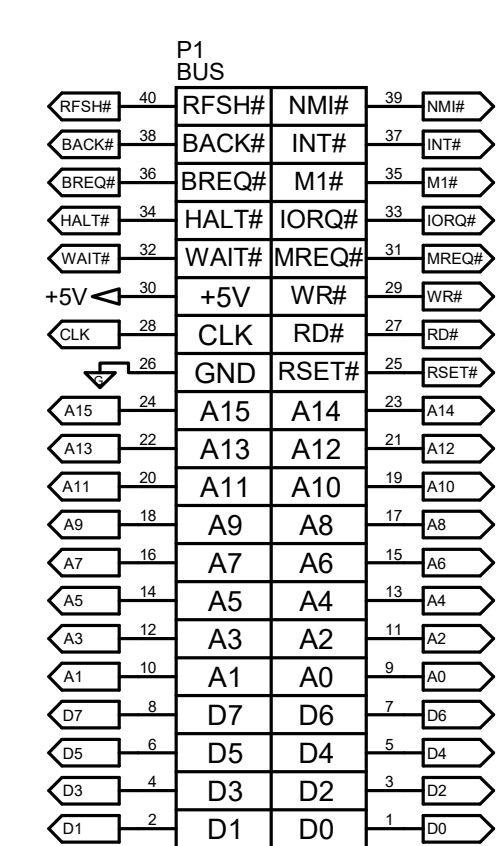 P1
BUS
RFSH# 40 RFSH# NMI# 39 NMI#
BACK# 38 BACK# INT# 37 INT#
BREQ# 36 BREQ# M1# 35 M1#
HALT# 34 HALT# IORQ# 33 IORQ#
WAIT# 32 WAIT# MREQ# 31 MREQ#
+5V 30 +5V WR# 29 WR#
CLK 28 CLK RD# 27 RD#
G 26 GND RSET# 25 RSET#
A15 24 A15 A14 23 A14
A13 22 A13 A12 21 A12
A11 20 A11 A10 19 A10
A9 18 A9 A8 17 A8
A7 16 A7 A6 15 A6
A5 14 A5 A4 13 A4
A3 12 A3 A2 11 A2
A1 10 A1 A0 9 A0
D7 8 D7 D6 7 D6
D5 6 D5 D4 5 D4
D3 4 D3 D2 3 D2
D1 2 D1 D0 1 D0